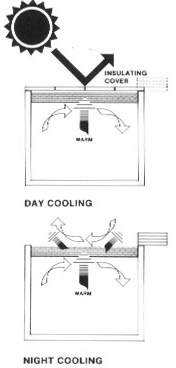 INSULATING
COVER
WARM
DAY COOLING
WARM
NIGHT COOLING